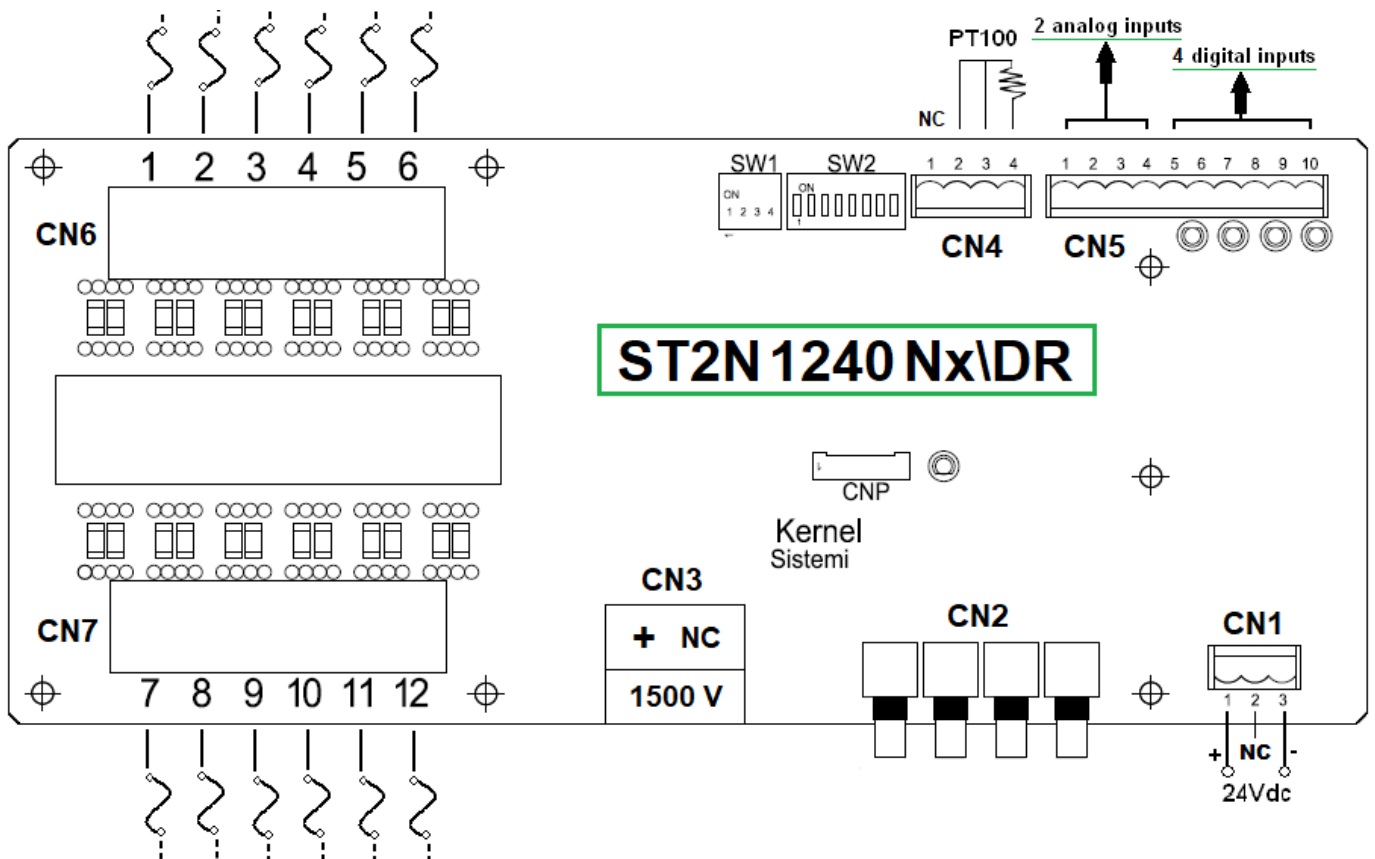 2 analog inputs
PT100
4 digital inputs
NC
1 2 3 4 5 6
SW1
SW2
1 2 3 4
1 2 3 4 5 6 7 8 9 10
ON
ON
1 2 3 4
CN6
CN4
CN5
ST2N 1240 Nx\DR
CNP
Kernel
Sistemi
CN3
CN7
+ NC
CN2
CN1
1500 V
7 8 9 10 11 12
1 2 3
+ NC -
24Vdc